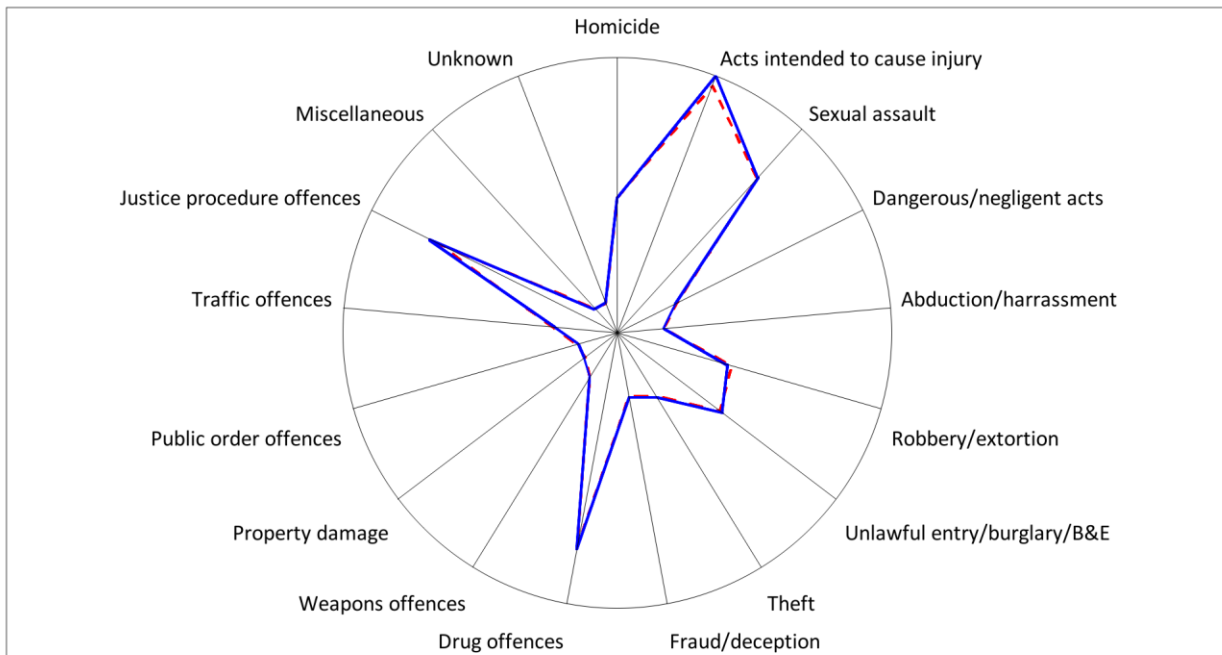 Homicide
Acts intended to cause injury
Sexual assault
Dangerous/negligent acts
Abduction/harrassment
Robbery/extortion
Unlawful entry/burglary/B&E
Theft
Fraud/deception
Drug offences
Weapons offences
Property damage
Public order offences
Traffic offences
Justice procedure offences
Miscellaneous
Unknown